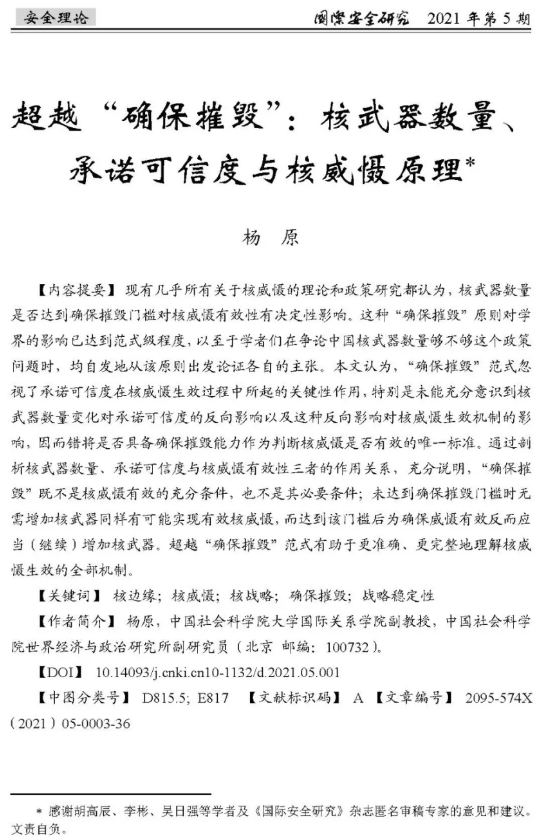 安全理论
国际安全研究 2021 年第 5 期
超越“确保摧毁”：核武器数量、
承诺可信度与核威慑原理*
杨 原
【内容提要】 现有几乎所有关于核威慑的理论和政策研究都认为，核武器数量
是否达到确保摧毁门槛对核威慑有效性有决定性影响。这种“确保摧毁”原则对学
界的影响已达到范式级程度，以至于学者们在争论中国核武器数量够不够这个政策
问题时，均自发地从该原则出发论证各自的主张。本文认为，“确保摧毁”范式忽
视了承诺可信度在核威慑生效过程中所起的关键性作用，特别是未能充分意识到核
武器数量变化对承诺可信度的反向影响以及这种反向影响对核威慑生效机制的影
响，因而错将是否具备确保摧毁能力作为判断核威慑是否有效的唯一标准。通过剖
析核武器数量、承诺可信度与核威慑有效性三者的作用关系，充分说明，“确保摧
毁”既不是核威慑有效的充分条件，也不是其必要条件；未达到确保摧毁门槛时无
需增加核武器同样有可能实现有效核威慑，而达到该门槛后为确保威慑有效反而应
当（继续）增加核武器。超越“确保摧毁”范式有助于更准确、更完整地理解核威
慑生效的全部机制。
【关键词】 核边缘；核威慑；核战略；确保摧毁；战略稳定性
【作者简介】 杨原，中国社会科学院大学国际关系学院副教授，中国社会科学
院世界经济与政治研究所副研究员（北京 邮编：100732）。
【DOI】 10.14093/j.cnki.cn10-1132/d.2021.05.001
【中图分类号】 D815.5; E817 【文献标识码】 A 【文章编号】 2095-574X
（2021）05-0003-36
* 感谢胡高辰、李彬、吴日强等学者及《国际安全研究》杂志匿名审稿专家的意见和建议。
文责自负。